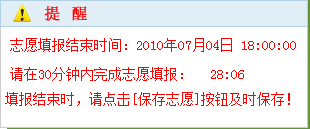 提 醒
志愿填报结束时间：2010年07月04日 18:00:00
请在30分钟内完成志愿填报： 28:06
填报结束时，请点击[保存志愿]按钮及时保存！